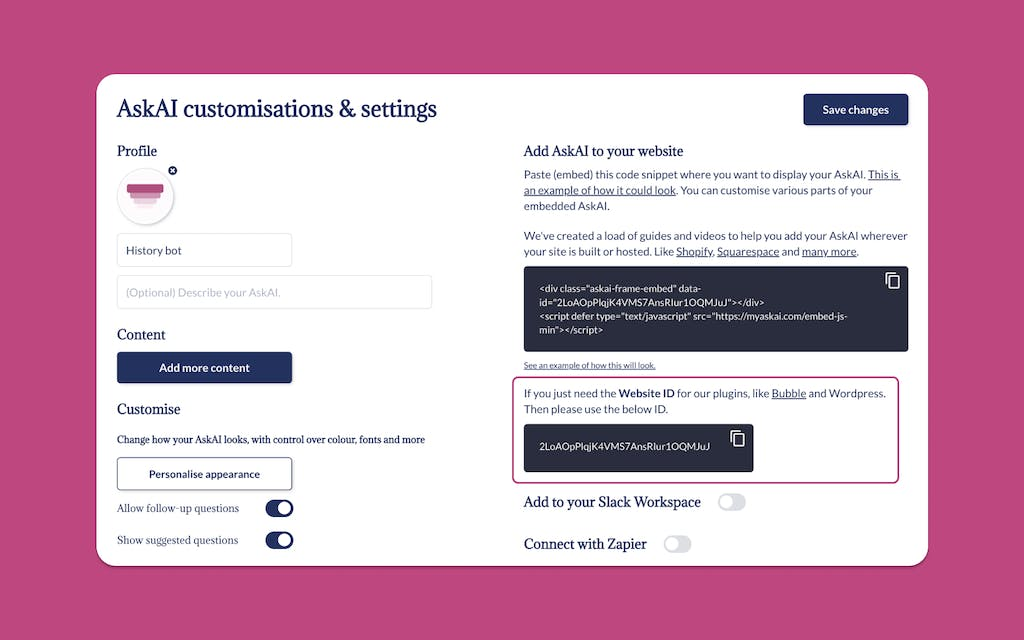 AskAI customisations & settings
Save changes
Profile
History bot
(Optional) Describe your AskAI.
Content
Add more content
Customise
Change how your AskAI looks, with control over colour, fonts and more
Personalise appearance
Allow follow-up questions
Show suggested questions
Add AskAI to your website
Paste (embed) this code snippet where you want to display your AskAI. This is
an example of how it could look. You can customise various parts of your
embedded AskAI.
We've created a load of guides and videos to help you add your AskAI wherever
your site is built or hosted. Like Shopify, Squarespace and many more.
<div class="askai-frame-embed" data-
id="2LoAOpPlqjK4VMS7AnsRIur1OQMJuJ"></div>
<script defer type="text/javascript" src="https://myaskai.com/embed-js-
min"></script>
See an example of how this will look.
If you just need the Website ID for our plugins, like Bubble and Wordpress.
Then please use the below ID.
2LoAOpPlqjK4VMS7AnsRIur1OQMJuJ
Add to your Slack Workspace
Connect with Zapier